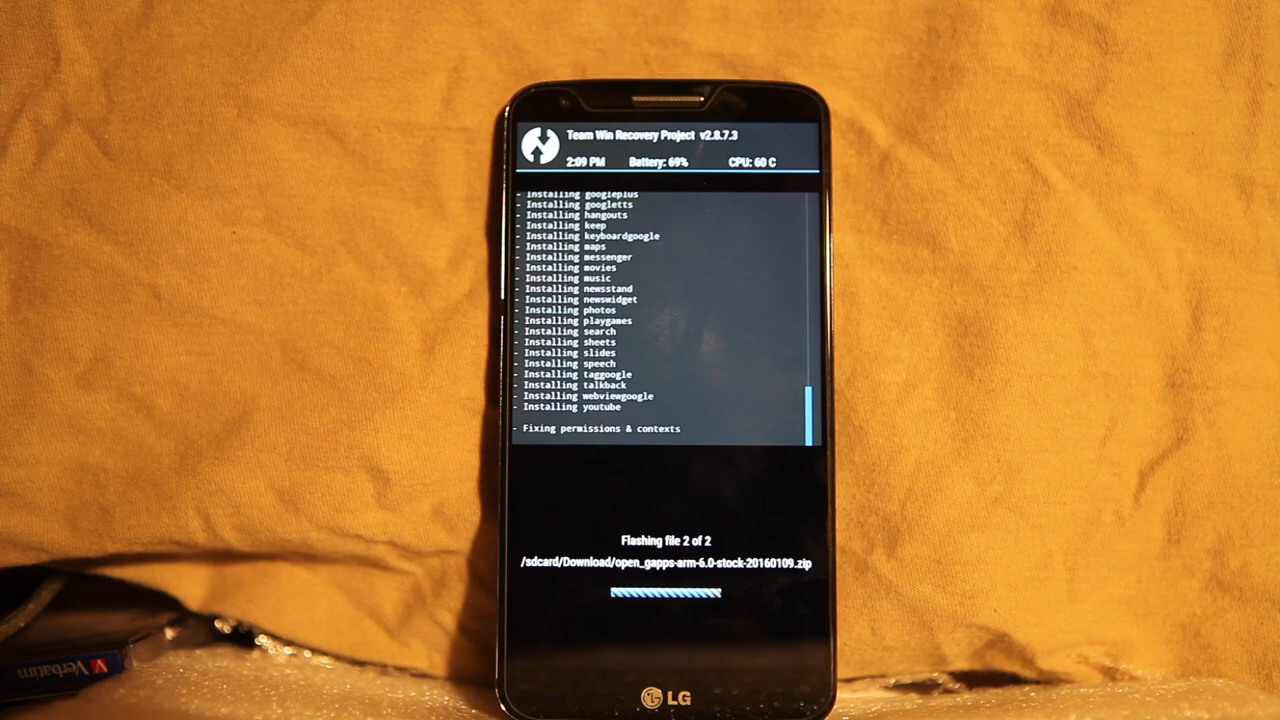 Team Win Recovery Project v2.8.7.3
2:09 PM Battery: 69% CPU: 60 C
- Installing googleplus
- Installing googletts
- Installing hangouts
- Installing keep
- Installing keyboardgoogle
- Installing maps
- Installing messenger
- Installing movies
- Installing music
- Installing newsstand
- Installing newswidget
- Installing photos
- Installing playgames
- Installing search
- Installing sheets
- Installing slides
- Installing speech
- Installing taggoogle
- Installing talkback
- Installing webviewgoogle
- Installing youtube
- Fixing permissions & contexts
Flashing file 2 of 2
/sdcard/Download/open_gapps-arm-6.0-stock-20160109.zip
LG
Verbatim